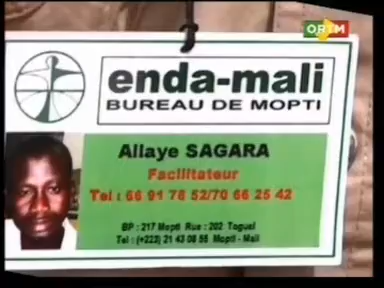 ORTM
enda-mali
BUREAU DE MOPTI
Allaye SAGARA
Facilitateur
Tel : 66 91 78 52/70 66 25 42
BP : 217 Mopti Rue : 202 Toguel
Tel : (+223) 21 43 08 55 Mopti - Mali